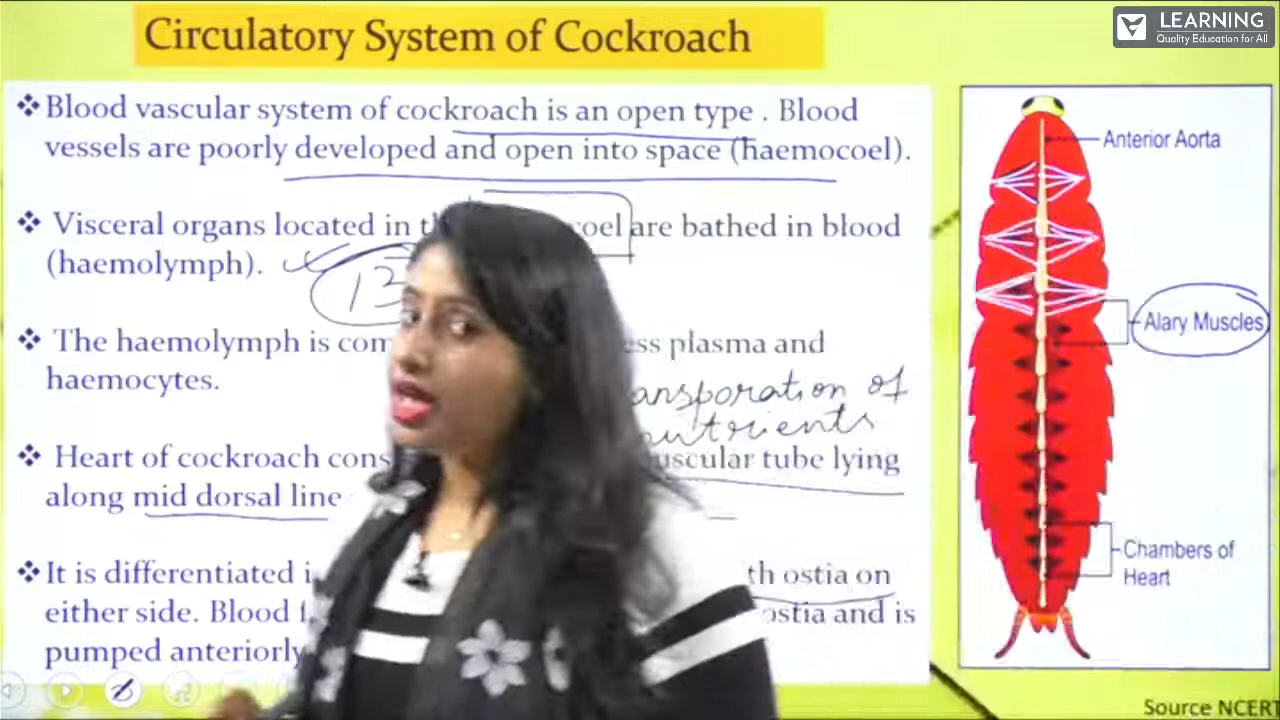 Circulatory System of Cockroach
LEARNING
Quality Education for All
❖ Blood vascular system of cockroach is an open type . Blood
vessels are poorly developed and open into space (haemocoel).
❖ Visceral organs located in coel are bathed in blood
(haemolymph).
13
❖ The haemolymph is com ess plasma and
haemocytes.
ansporation of
nutrients
❖ Heart of cockroach cons uscular tube lying
along mid dorsal line
❖ It is differentiated i th ostia on
either side. Blood f ostia and is
pumped anteriorly
Anterior Aorta
Alary Muscles
Chambers of
Heart
Source NCERT